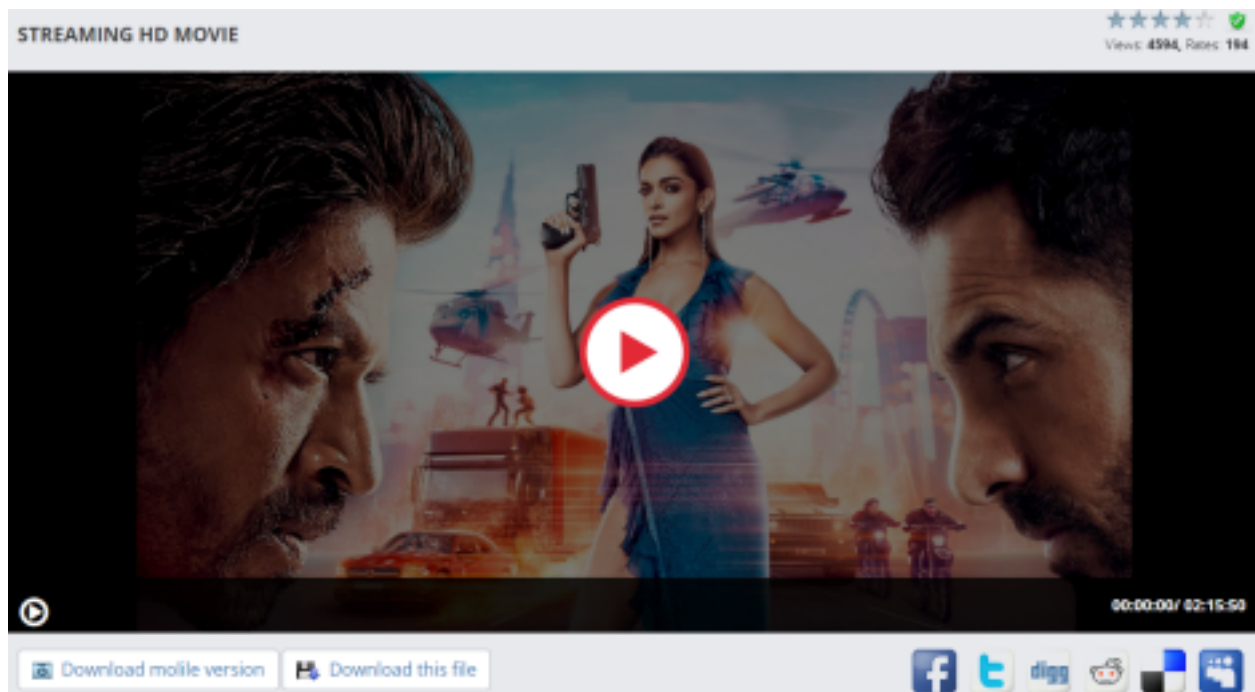 STREAMING HD MOVIE
Views: 4594, Rates: 194
00:00:00/ 02:15:50
Download molile version
Download this file
digg